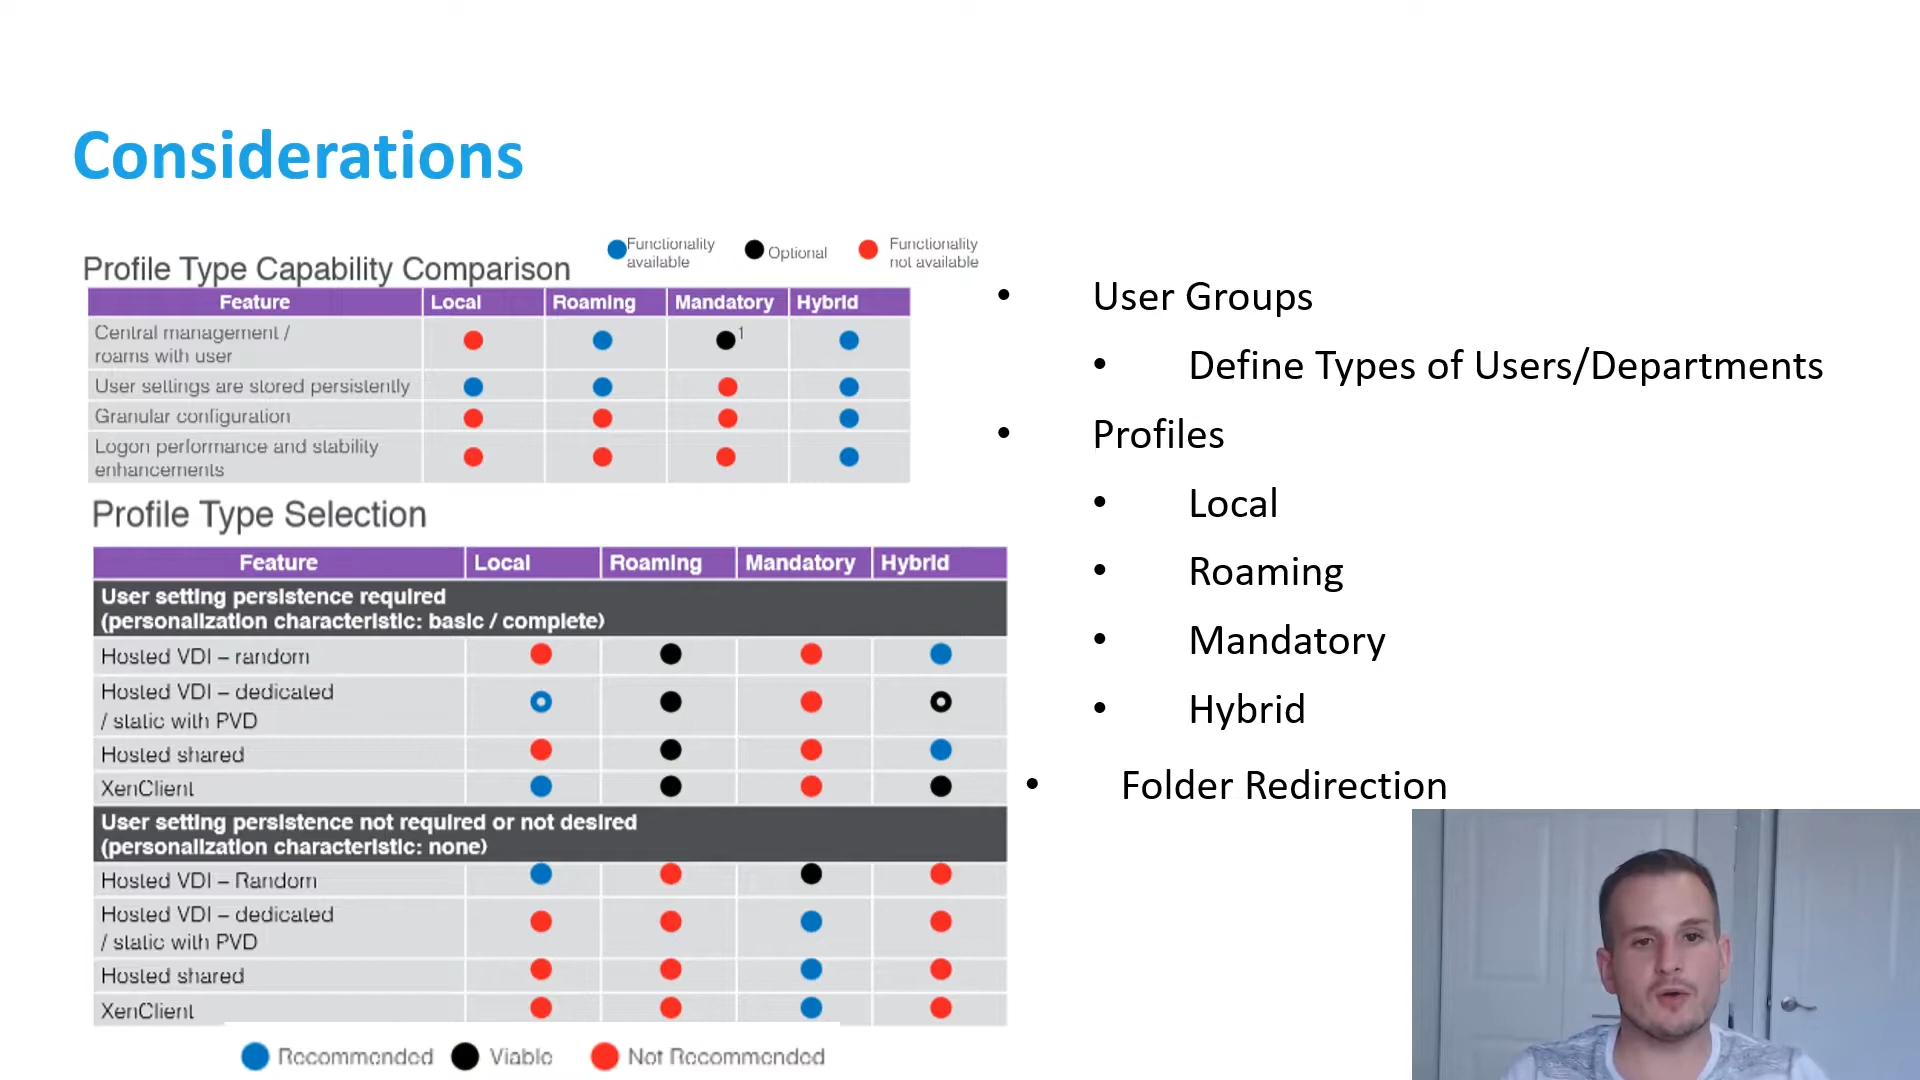 Considerations
Functionality
available
Optional
Functionality
not available
Profile Type Capability Comparison
Feature Local Roaming Mandatory Hybrid
Central management /
roams with user
1
User settings are stored persistently
Granular configuration
Logon performance and stability
enhancements
Profile Type Selection
Feature Local Roaming Mandatory Hybrid
User setting persistence required
(personalization characteristic: basic / complete)
Hosted VDI – random
Hosted VDI – dedicated
/ static with PVD
Hosted shared
XenClient
User setting persistence not required or not desired
(personalization characteristic: none)
Hosted VDI – Random
Hosted VDI – dedicated
/ static with PVD
Hosted shared
XenClient
Recommended Viable Not Recommended
• User Groups
• Define Types of Users/Departments
• Profiles
• Local
• Roaming
• Mandatory
• Hybrid
• Folder Redirection